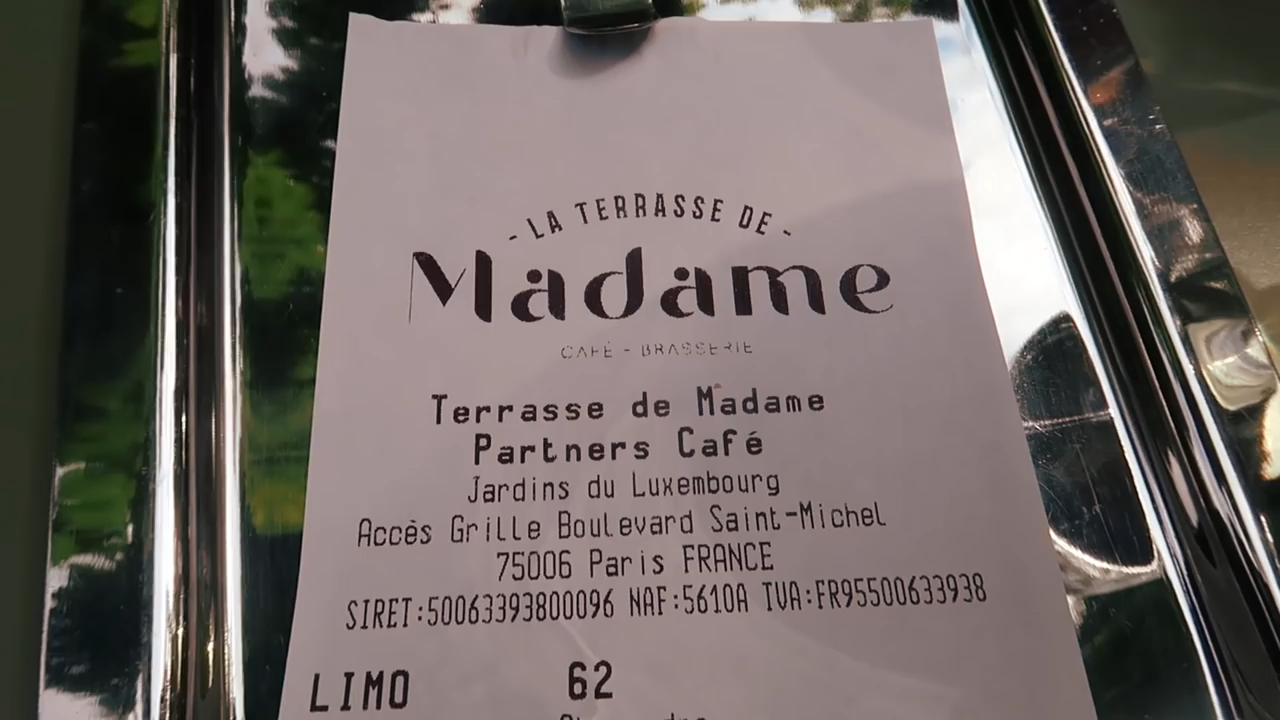 - LA TERRASSE DE -
Madame
CAFÉ - BRASSERIE
Terrasse de Madame
Partners Café
Jardins du Luxembourg
Accès Grille Boulevard Saint-Michel
75006 Paris FRANCE
SIRET:50063393800096 NAF:5610A TVA:FR95500633938
LIMO 62